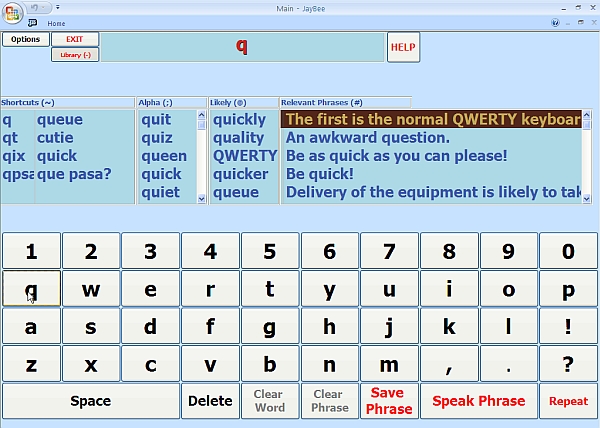 Main - JayBee
Home
Options
EXIT
Library (-)
q
HELP
Shortcuts (~) Alpha (;) Likely (@) Relevant Phrases (#)
q queue quit quickly The first is the normal QWERTY keyboar
qt cutie quiz quality An awkward question.
qix quick queen QWERTY Be as quick as you can please!
qpsa que pasa? quick quicker Be quick!
quiet queue Delivery of the equipment is likely to tak
1 2 3 4 5 6 7 8 9 0
q w e r t y u i o p
a s d f g h j k l !
z x c v b n m , . ?
Space Delete Clear Word Clear Phrase Save Phrase Speak Phrase Repeat